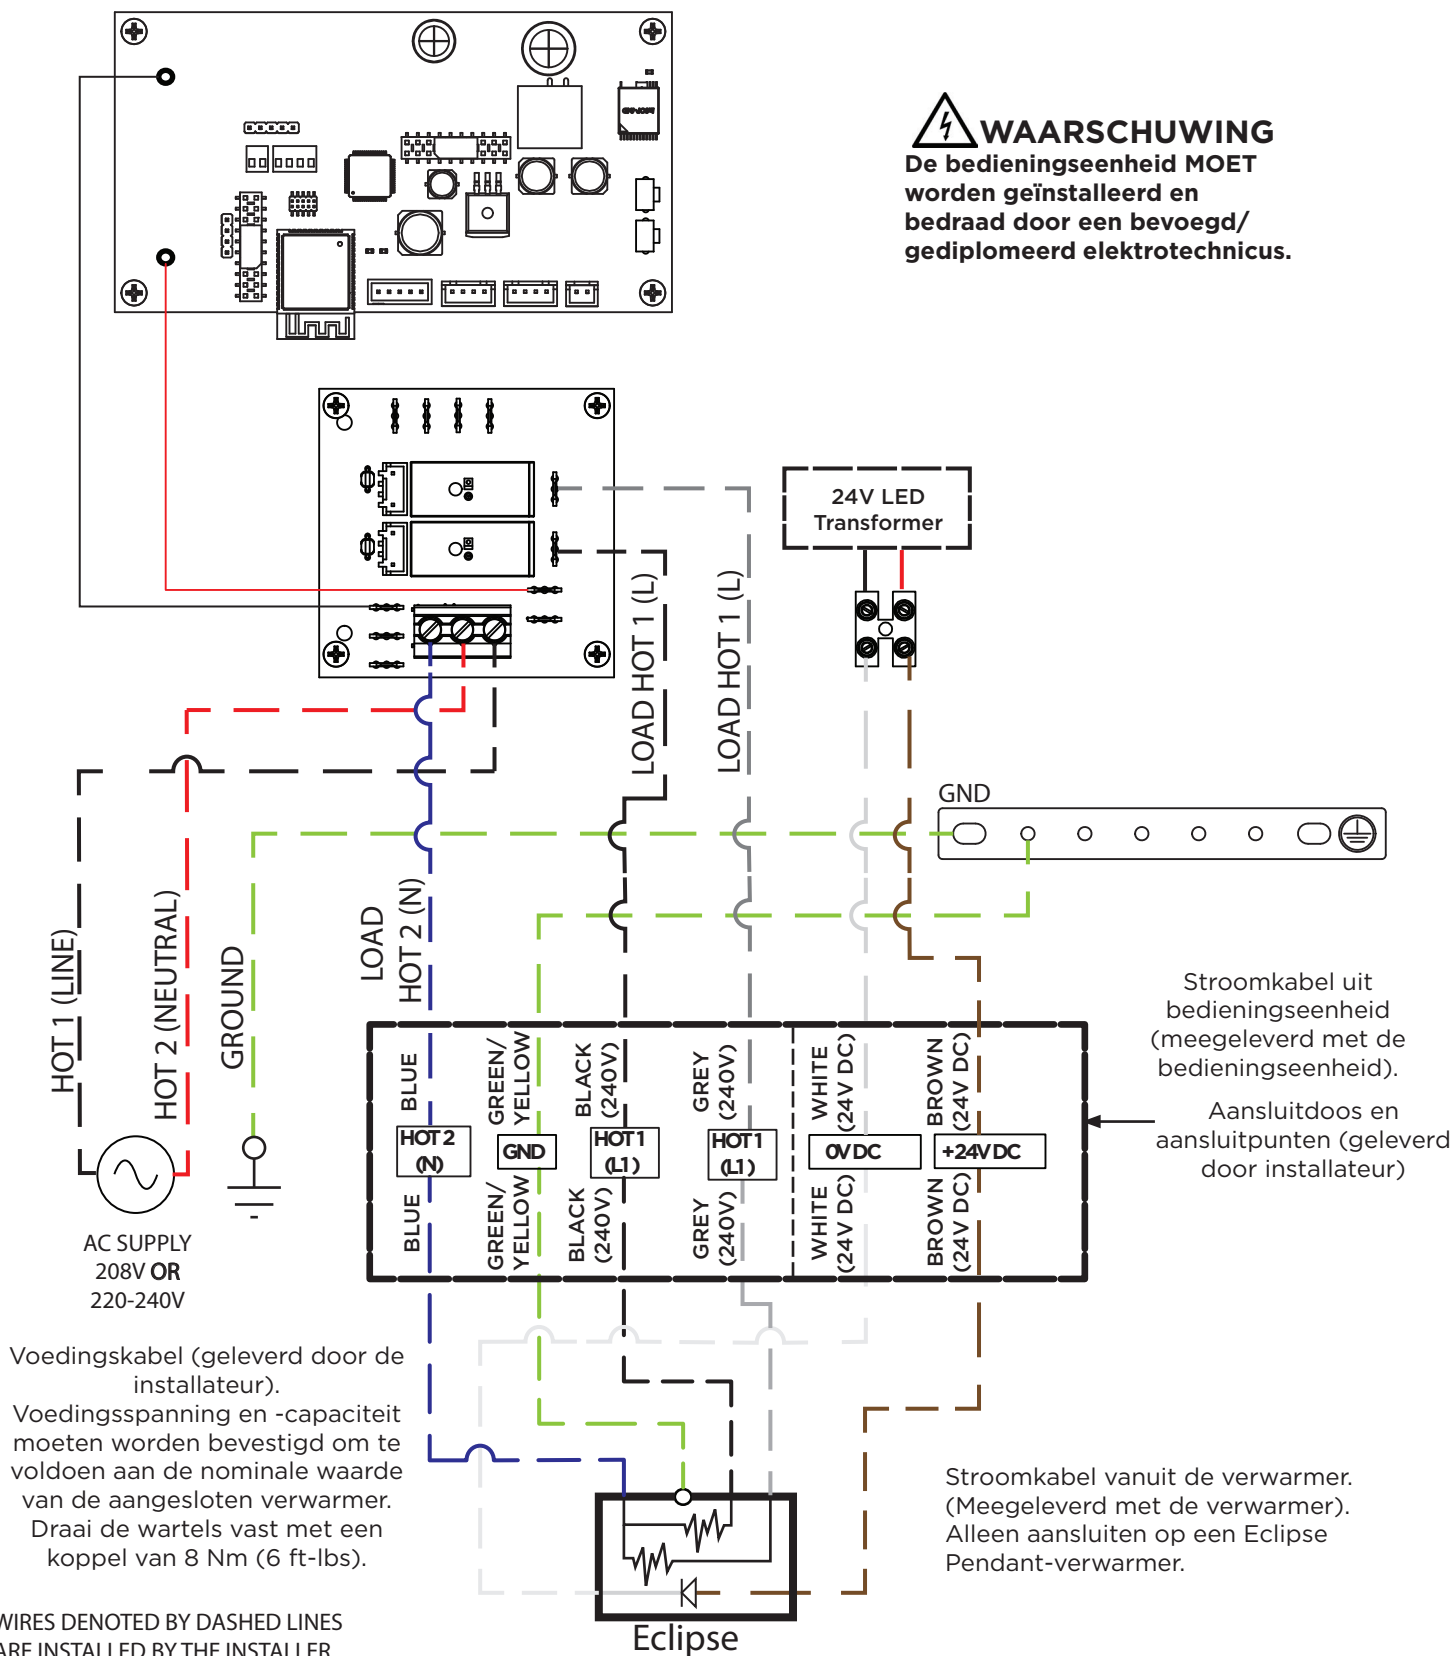 WAARSCHUWING
De bedieningseenheid MOET
worden geïnstalleerd en
bedraad door een bevoegd/
gediplomeerd elektrotechnicus.
24V LED
Transformer
LOAD HOT 1 (L)
LOAD HOT 1 (L)
GND
HOT 1 (LINE)
HOT 2 (NEUTRAL)
GROUND
LOAD
HOT 2 (N)
Stroomkabel uit
bedieningseenheid
(meegeleverd met de
bedieningseenheid).
Aansluitdoos en
aansluitpunten (geleverd
door installateur)
BLUE
GREEN/
YELLOW
BLACK
(240V)
GREY
(240V)
WHITE
(24V DC)
BROWN
(24V DC)
HOT 2
(N)
GND
HOT 1
(L1)
HOT 1
(L1)
0V DC
+24V DC
BLUE
GREEN/
YELLOW
BLACK
(240V)
GREY
(240V)
WHITE
(24V DC)
BROWN
(24V DC)
AC SUPPLY
208V OR
220-240V
Voedingskabel (geleverd door de
installateur).
Voedingsspanning en -capaciteit
moeten worden bevestigd om te
voldoen aan de nominale waarde
van de aangesloten verwarmer.
Draai de wartels vast met een
koppel van 8 Nm (6 ft-lbs).
Stroomkabel vanuit de verwarmer.
(Meegeleverd met de verwarmer).
Alleen aansluiten op een Eclipse
Pendant-verwarmer.
WIRES DENOTED BY DASHED LINES
ARE INSTALLED BY THE INSTALLER
Eclipse